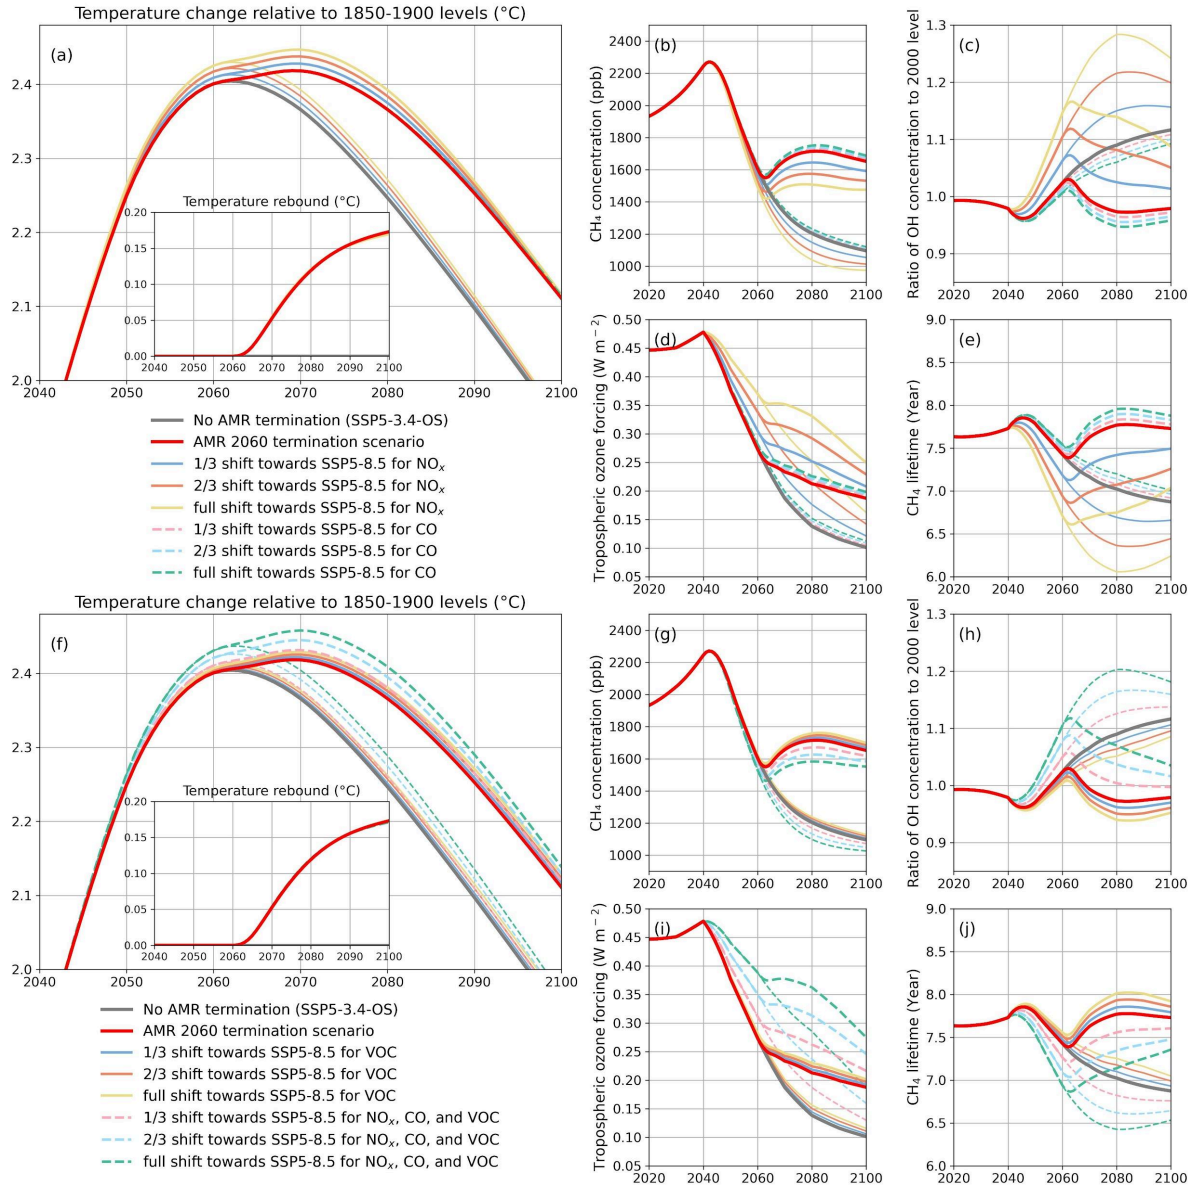 Temperature change relative to 1850-1900 levels (°C)
(a)
2.4
2.3
2.2
2.1
2.0
2040 2050 2060 2070 2080 2090 2100
Temperature rebound (°C)
0.20
0.15
0.10
0.05
0.00
2040 2050 2060 2070 2080 2090 2100
No AMR termination (SSP5-3.4-OS)
AMR 2060 termination scenario
1/3 shift towards SSP5-8.5 for NOₓ
2/3 shift towards SSP5-8.5 for NOₓ
full shift towards SSP5-8.5 for NOₓ
1/3 shift towards SSP5-8.5 for CO
2/3 shift towards SSP5-8.5 for CO
full shift towards SSP5-8.5 for CO
(b)
CH₄ concentration (ppb)
2400
2200
2000
1800
1600
1400
1200
1000
2020 2040 2060 2080 2100
(c)
Ratio of OH concentration to 2000 level
1.3
1.2
1.1
1.0
0.9
2020 2040 2060 2080 2100
(d)
Tropospheric ozone forcing (W m⁻²)
0.50
0.45
0.40
0.35
0.30
0.25
0.20
0.15
0.10
0.05
2020 2040 2060 2080 2100
(e)
CH₄ lifetime (Year)
9.0
8.5
8.0
7.5
7.0
6.5
6.0
2020 2040 2060 2080 2100
Temperature change relative to 1850-1900 levels (°C)
(f)
2.4
2.3
2.2
2.1
2.0
2040 2050 2060 2070 2080 2090 2100
Temperature rebound (°C)
0.20
0.15
0.10
0.05
0.00
2040 2050 2060 2070 2080 2090 2100
No AMR termination (SSP5-3.4-OS)
AMR 2060 termination scenario
1/3 shift towards SSP5-8.5 for VOC
2/3 shift towards SSP5-8.5 for VOC
full shift towards SSP5-8.5 for VOC
1/3 shift towards SSP5-8.5 for NOₓ, CO, and VOC
2/3 shift towards SSP5-8.5 for NOₓ, CO, and VOC
full shift towards SSP5-8.5 for NOₓ, CO, and VOC
(g)
CH₄ concentration (ppb)
2400
2200
2000
1800
1600
1400
1200
1000
2020 2040 2060 2080 2100
(h)
Ratio of OH concentration to 2000 level
1.3
1.2
1.1
1.0
0.9
2020 2040 2060 2080 2100
(i)
Tropospheric ozone forcing (W m⁻²)
0.50
0.45
0.40
0.35
0.30
0.25
0.20
0.15
0.10
0.05
2020 2040 2060 2080 2100
(j)
CH₄ lifetime (Year)
9.0
8.5
8.0
7.5
7.0
6.5
6.0
2020 2040 2060 2080 2100